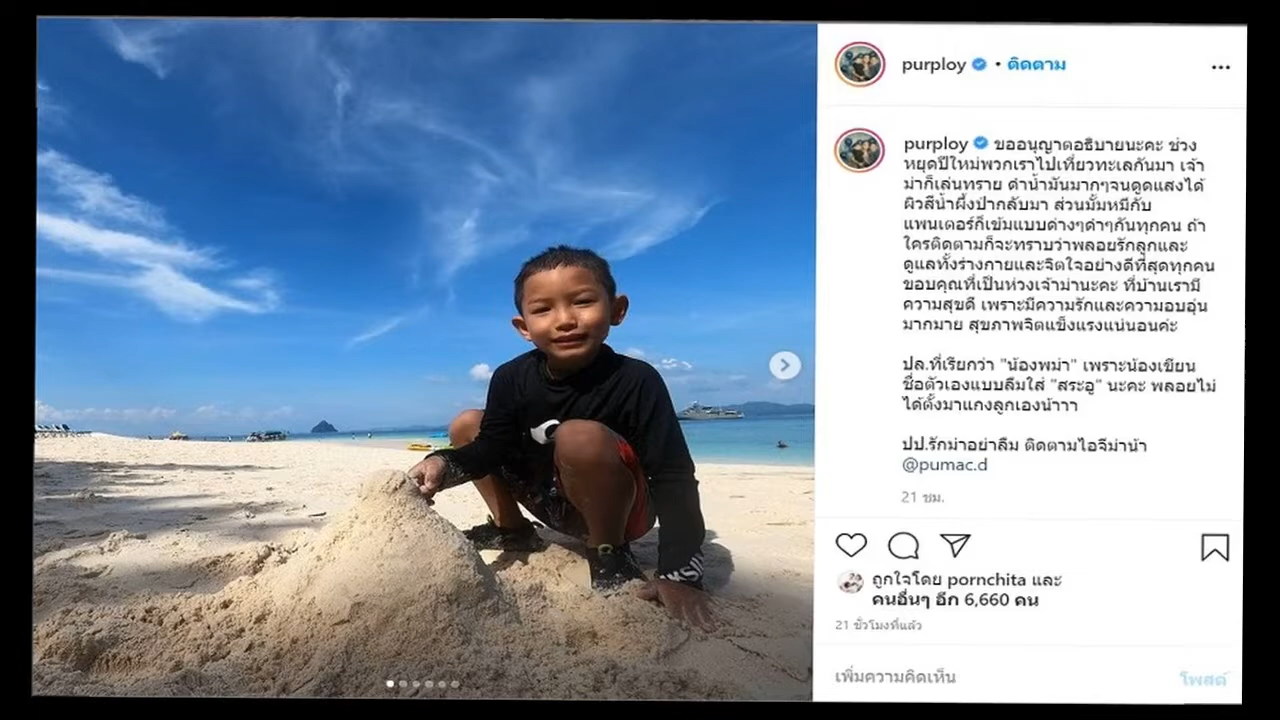 purploy • ติดตาม
purploy ขออนุญาตอธิบายนะคะ ช่วง
หยุดปีใหม่พวกเราไปเที่ยวทะเลกันมา เจ้า
ม่าก็เล่นทราย ดำน้ำมันมากๆจนดูดแสงได้
ผิวสีน้ำผึ้งป่ากลับมา ส่วนมั้มหมีกับ
แพนเตอร์ก็เข้มแบบด่างๆดำๆกันทุกคน ถ้า
ใครติดตามก็จะทราบว่าพลอยรักลูกและ
ดูแลทั้งร่างกายและจิตใจอย่างดีที่สุดทุกคน
ขอบคุณที่เป็นห่วงเจ้าม่านะคะ ที่บ้านเรามี
ความสุขดี เพราะมีความรักและความอบอุ่น
มากมาย สุขภาพจิตแข็งแรงแน่นอนค่ะ
ปล.ที่เรียกว่า "น้องพม่า" เพราะน้องเขียน
ชื่อตัวเองแบบลืมใส่ "สระอู" นะคะ พลอยไม่
ได้ตั้งมาแกงลูกเองน้าาา
ปป.รักม่าอย่าลืม ติดตามไอจีม่าน้า
@pumac.d
21 ชม.
ถูกใจโดย pornchita และ
คนอื่นๆ อีก 6,660 คน
21 ชั่วโมงที่แล้ว
เพิ่มความคิดเห็น โพสต์